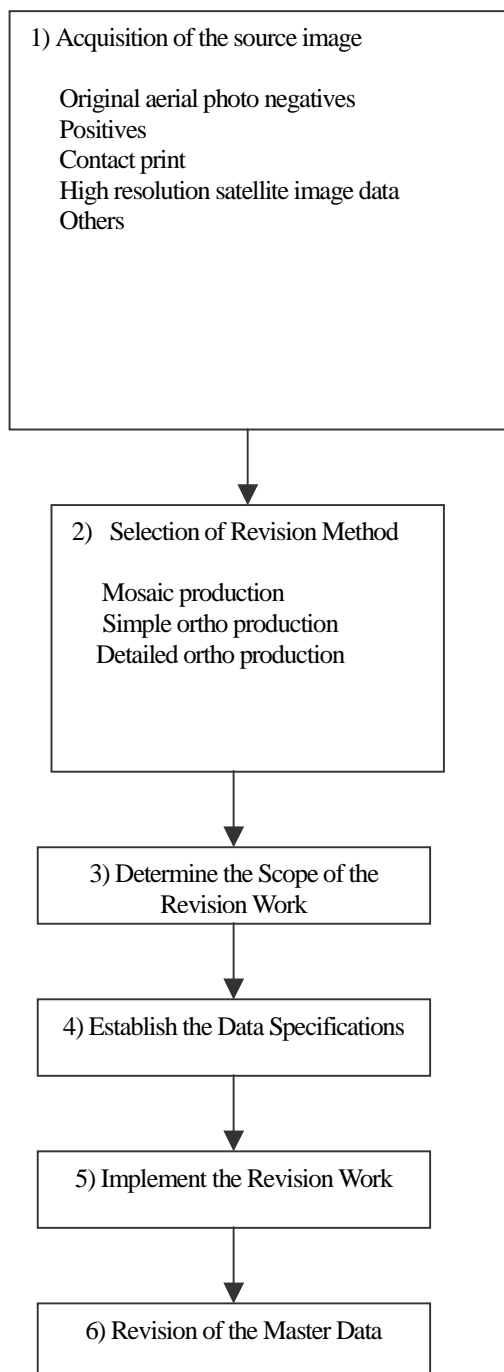 1) Acquisition of the source image
Original aerial photo negatives
Positives
Contact print
High resolution satellite image data
Others
2) Selection of Revision Method
Mosaic production
Simple ortho production
Detailed ortho production
3) Determine the Scope of the
Revision Work
4) Establish the Data Specifications
5) Implement the Revision Work
6) Revision of the Master Data